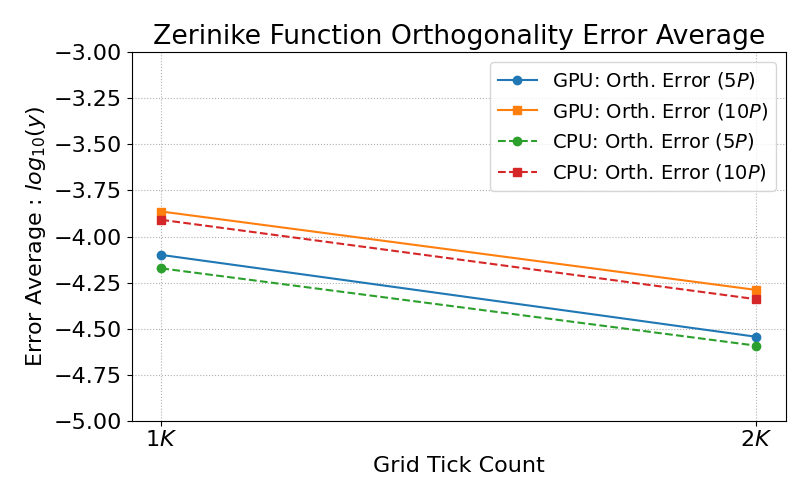 Zerinike Function Orthogonality Error Average
−3.00
−3.25
−3.50
−3.75
−4.00
−4.25
−4.50
−4.75
−5.00
Error Average : log10(y)
GPU: Orth. Error (5P)
GPU: Orth. Error (10P)
CPU: Orth. Error (5P)
CPU: Orth. Error (10P)
1K 2K
Grid Tick Count